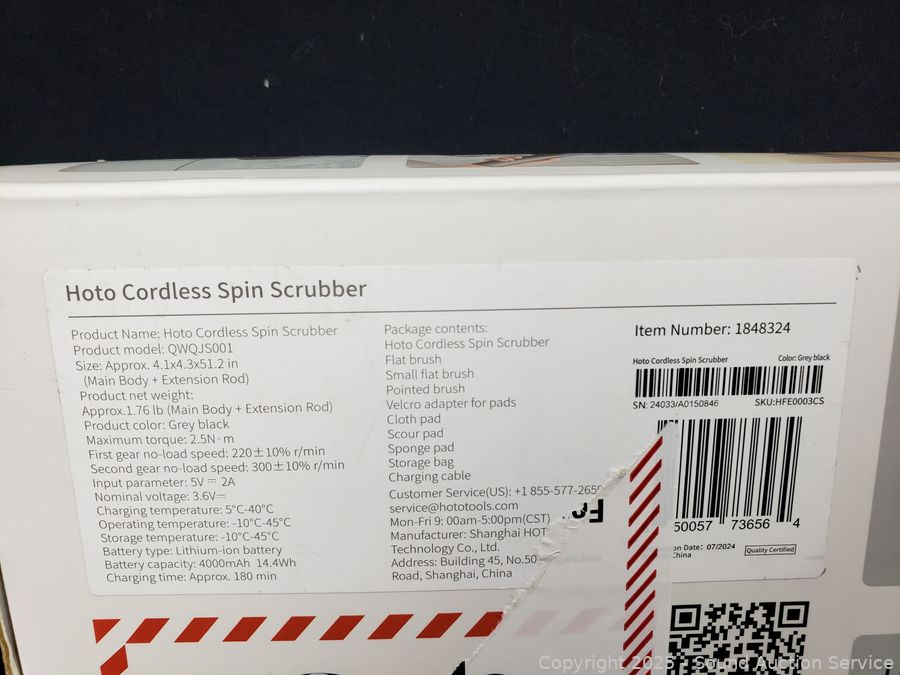 Hoto Cordless Spin Scrubber
Product Name: Hoto Cordless Spin Scrubber
Product model: QWQJS001
Size: Approx. 4.1x4.3x51.2 in
(Main Body + Extension Rod)
Product net weight:
Approx.1.76 lb (Main Body + Extension Rod)
Product color: Grey black
Maximum torque: 2.5N·m
First gear no-load speed: 220±10% r/min
Second gear no-load speed: 300±10% r/min
Input parameter: 5V ⎓ 2A
Nominal voltage: 3.6V⎓
Charging temperature: 5°C-40°C
Operating temperature: -10°C-45°C
Storage temperature: -10°C-45°C
Battery type: Lithium-ion battery
Battery capacity: 4000mAh 14.4Wh
Charging time: Approx. 180 min
Package contents:
Hoto Cordless Spin Scrubber
Flat brush
Small flat brush
Pointed brush
Velcro adapter for pads
Cloth pad
Scour pad
Sponge pad
Storage bag
Charging cable
Customer Service(US): +1 855-577-2659
service@hototools.com
Mon-Fri 9: 00am-5:00pm(CST)
Manufacturer: Shanghai HOT
Technology Co., Ltd.
Address: Building 45, No.50
Road, Shanghai, China
Item Number: 1848324
Hoto Cordless Spin Scrubber Color: Grey black
SN: 24033/A0150846 SKU:HFE0003CS
50057 73656 4
on Date: 07/2024
China
Quality Certified
Copyright 2025 - Sound Auction Service